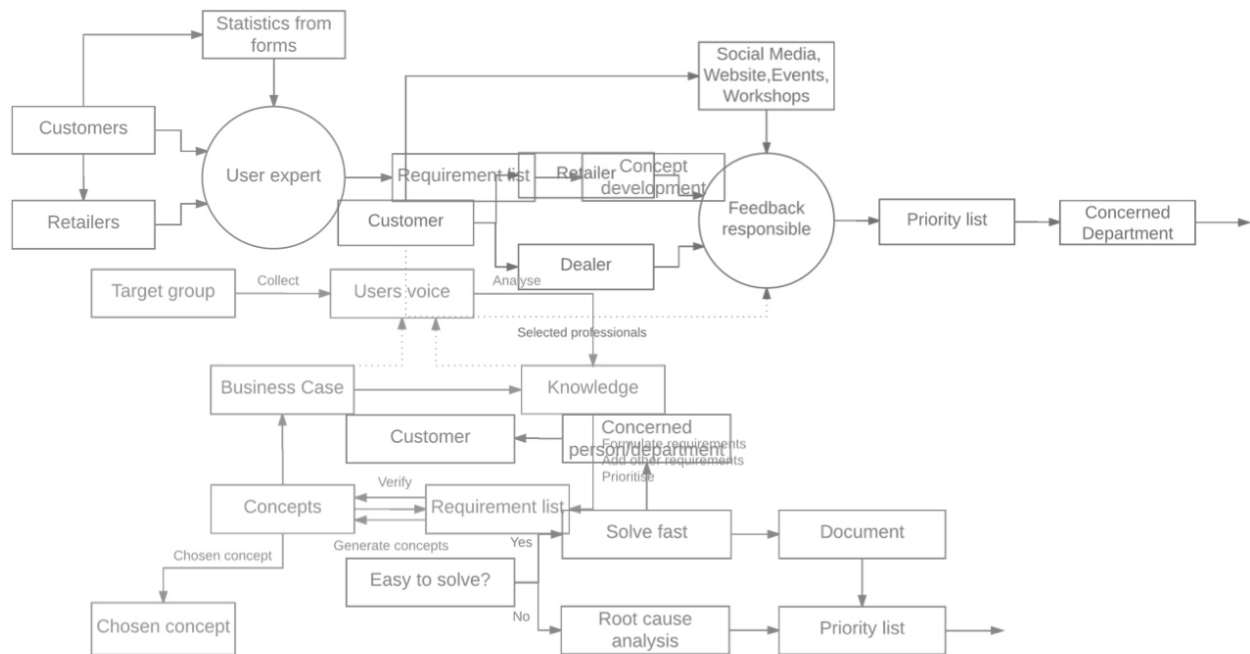 Statistics from
forms
Social Media,
Website,Events,
Workshops
Customers
User expert
Requirement list
Retailer
Concept
development
Retailers
Customer
Feedback
responsible
Priority list
Concerned
Department
Dealer
Target group
Collect
Users voice
Analyse
Selected professionals
Business Case
Knowledge
Customer
Concerned
person/department
Formulate requirements
Add other requirements
Prioritise
Verify
Concepts
Requirement list
Generate concepts
Yes
Solve fast
Document
Chosen concept
Easy to solve?
No
Chosen concept
Root cause
analysis
Priority list